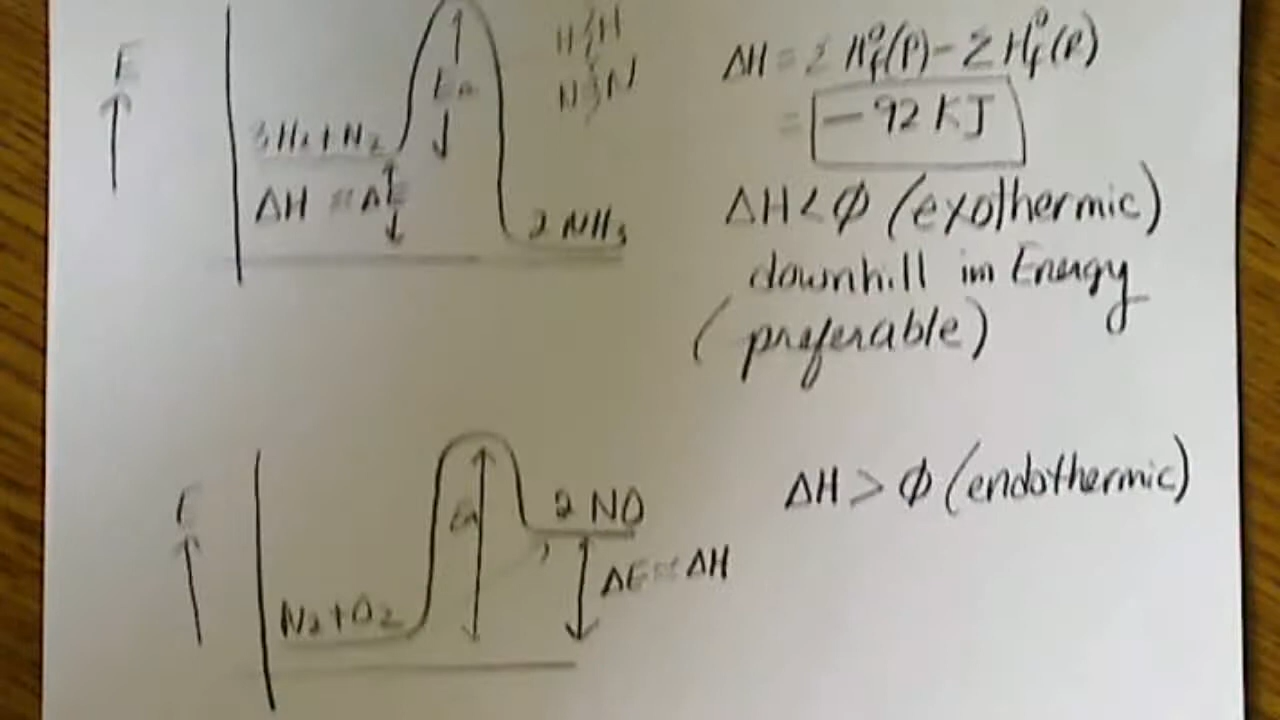 E
3H₂+N₂
Ea
ΔH ≈ ΔE
2 NH₃
H H
N N
ΔH = Σ H°f(P) - Σ H°f(R)
= -92 KJ
ΔH < ϕ (exothermic)
downhill in Energy
(preferable)
E
N₂+O₂
Ea
2 NO
ΔE ≈ ΔH
ΔH > ϕ (endothermic)